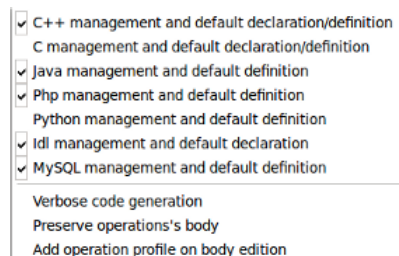 C++ management and default declaration/definition
C management and default declaration/definition
Java management and default definition
Php management and default definition
Python management and default definition
Idl management and default declaration
MySQL management and default definition
Verbose code generation
Preserve operations's body
Add operation profile on body edition